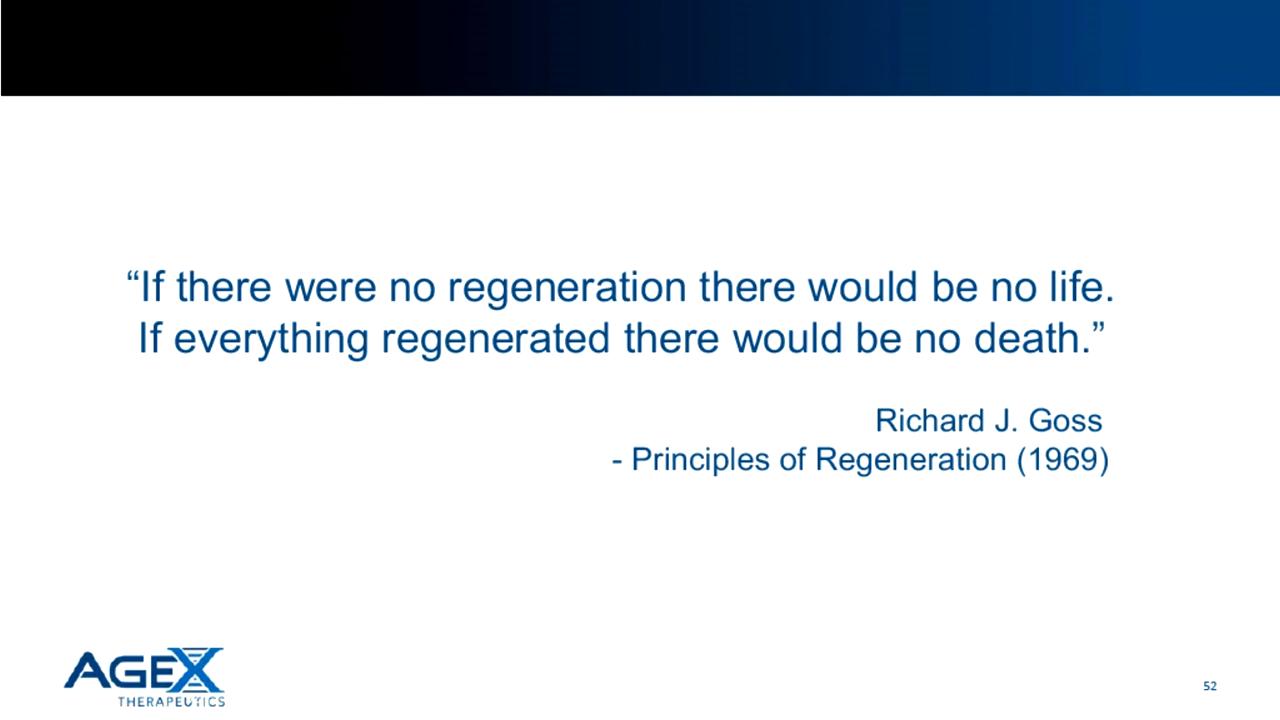 “If there were no regeneration there would be no life.
If everything regenerated there would be no death.”
Richard J. Goss
- Principles of Regeneration (1969)
AGEX
THERAPEUTICS
52